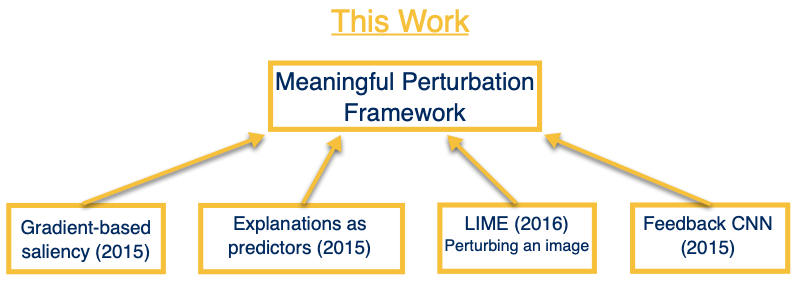 This Work
Meaningful Perturbation
Framework
Gradient-based
saliency (2015)
Explanations as
predictors (2015)
LIME (2016)
Perturbing an image
Feedback CNN
(2015)